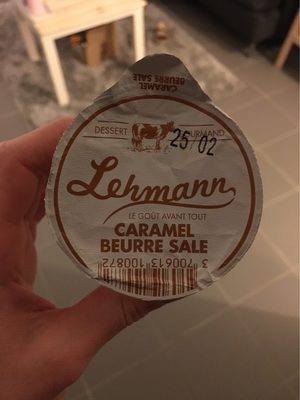 CARAMEL
BEURRE SALE
DESSERT GOURMAND
25 02
Lehmann
LE GOÛT AVANT TOUT
CARAMEL
BEURRE SALE
3 700613 100872